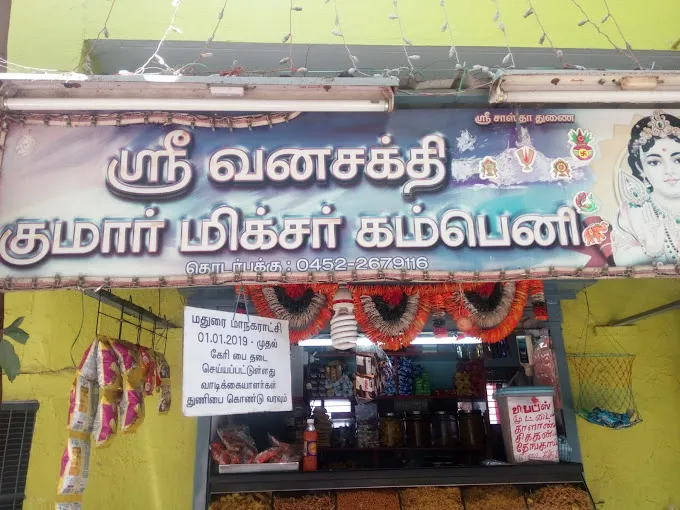 ஸ்ரீ சாஸ்தா துணை
ஸ்ரீ வனசக்தி
குமார் மிக்சர் கம்பெனி
தொடர்புக்கு : 0452-2679116
மதுரை மாநகராட்சி
01.01.2019 - முதல்
கேரி பை தடை
செய்யப்பட்டுள்ளது
வாடிக்கையாளர்கள்
துணிபை கொண்டு வரவும்